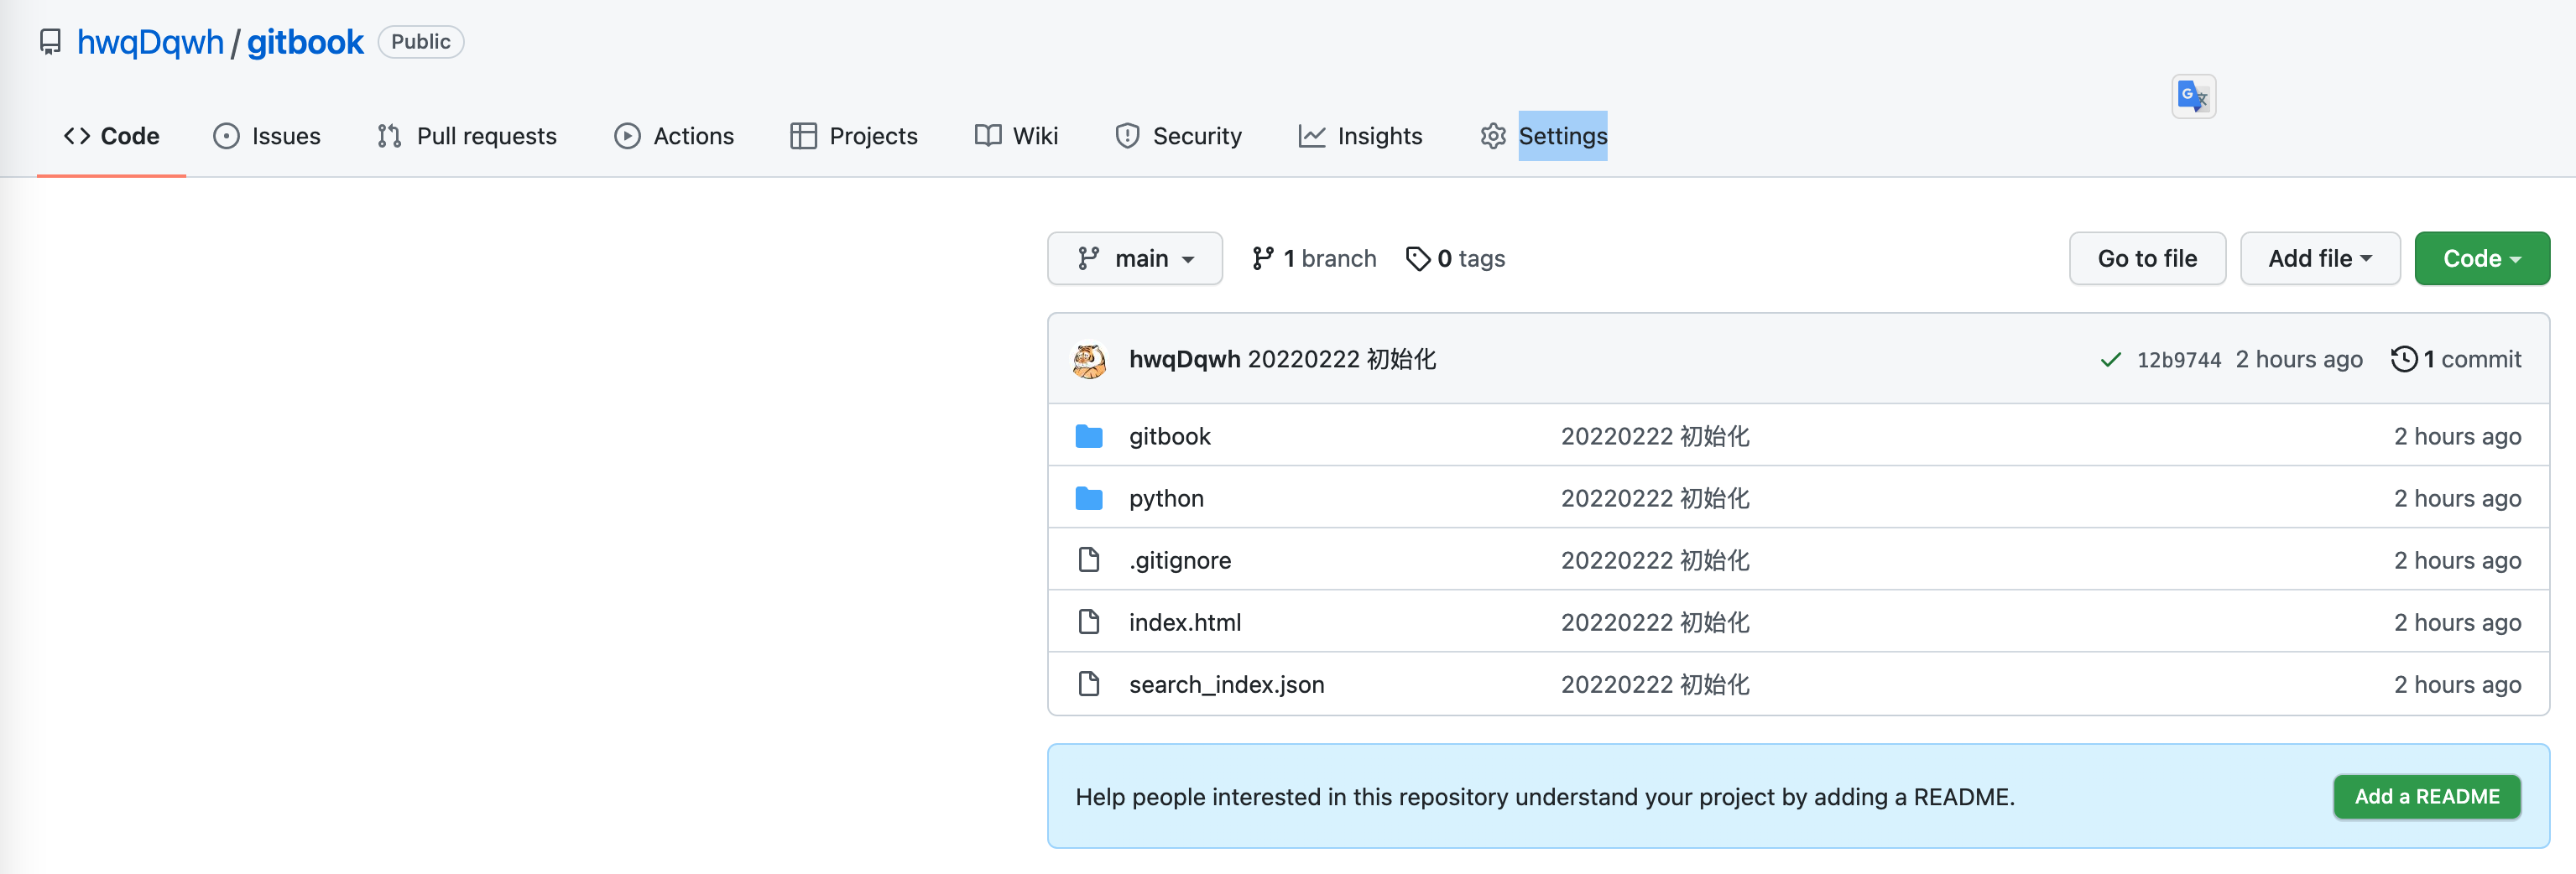 hwqDqwh / gitbook Public
Code Issues Pull requests Actions Projects Wiki Security Insights Settings
main 1 branch 0 tags Go to file Add file Code
hwqDqwh 20220222 初始化 12b9744 2 hours ago 1 commit
gitbook 20220222 初始化 2 hours ago
python 20220222 初始化 2 hours ago
.gitignore 20220222 初始化 2 hours ago
index.html 20220222 初始化 2 hours ago
search_index.json 20220222 初始化 2 hours ago
Help people interested in this repository understand your project by adding a README. Add a README